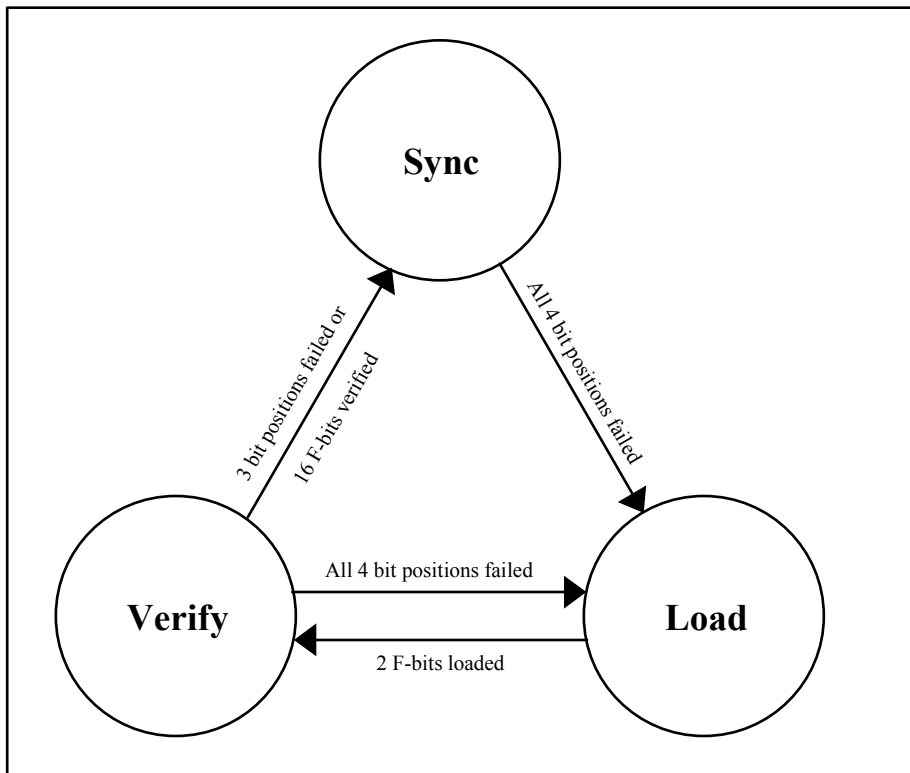 Sync
3 bit positions failed or
16 F-bits verified
All 4 bit positions failed
Verify
All 4 bit positions failed
2 F-bits loaded
Load